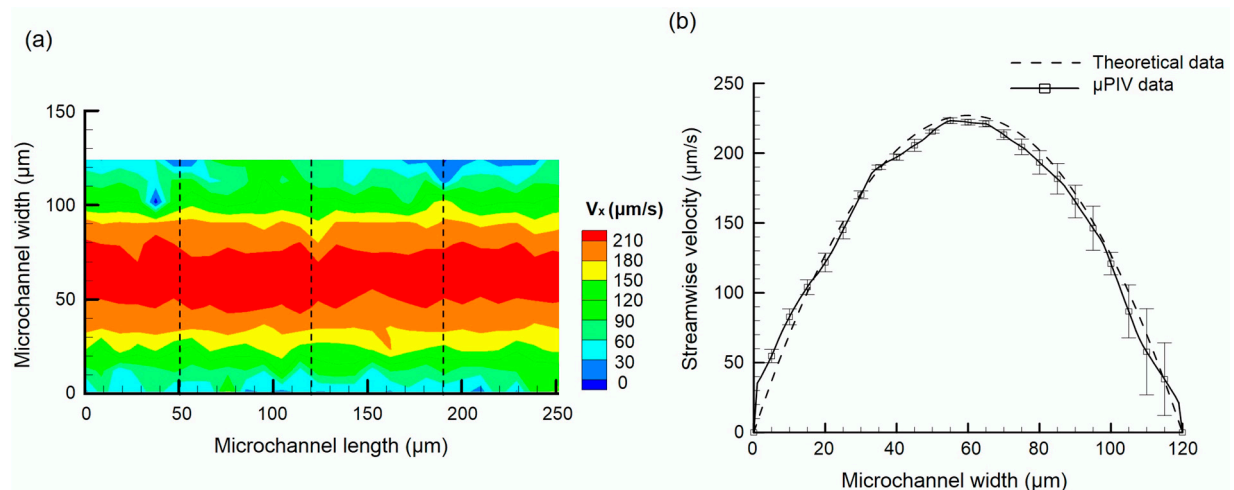 (a)
150
100
50
0
Microchannel width (µm)
0 50 100 150 200 250
Microchannel length (µm)
Vx (µm/s)
210
180
150
120
90
60
30
0
(b)
Theoretical data
µPIV data
250
200
150
100
50
0
Streamwise velocity (µm/s)
0 20 40 60 80 100 120
Microchannel width (µm)